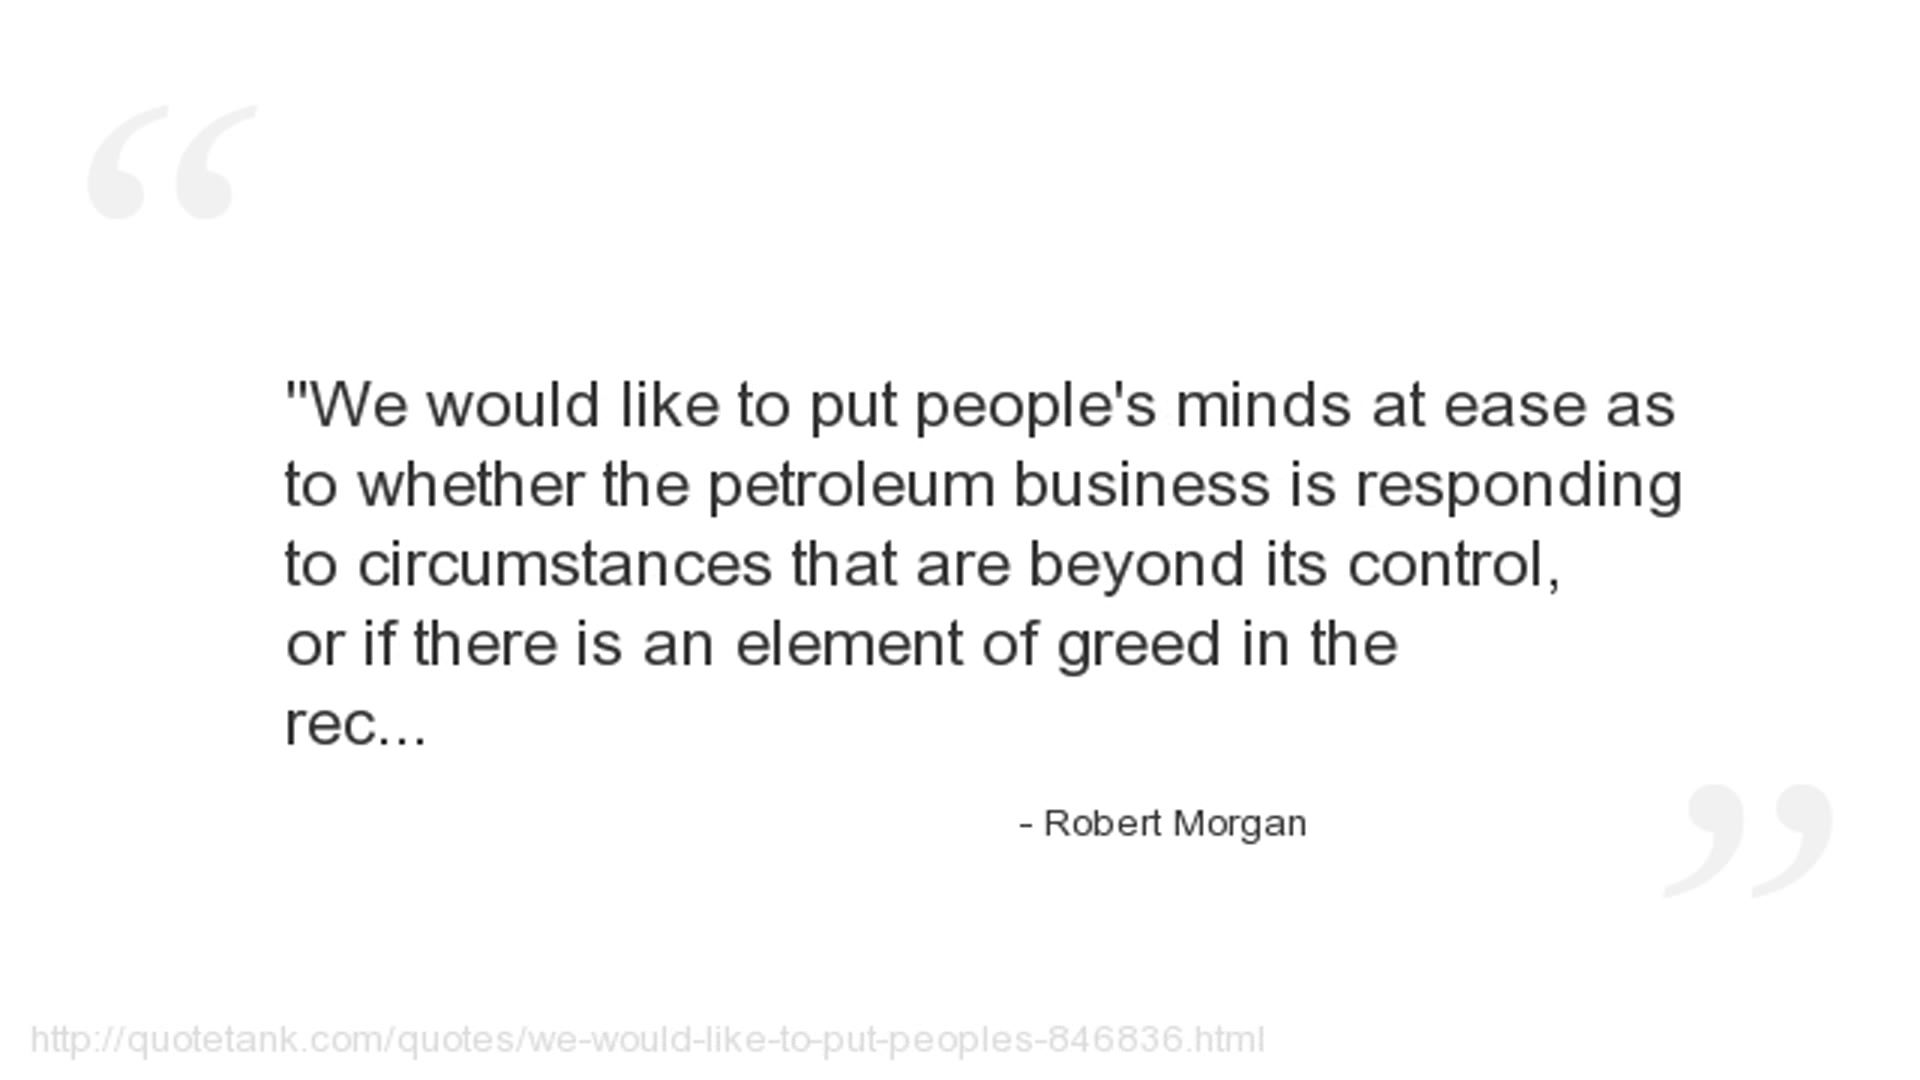 "We would like to put people's minds at ease as
to whether the petroleum business is responding
to circumstances that are beyond its control,
or if there is an element of greed in the
rec...
- Robert Morgan
http://quotetank.com/quotes/we-would-like-to-put-peoples-846836.html